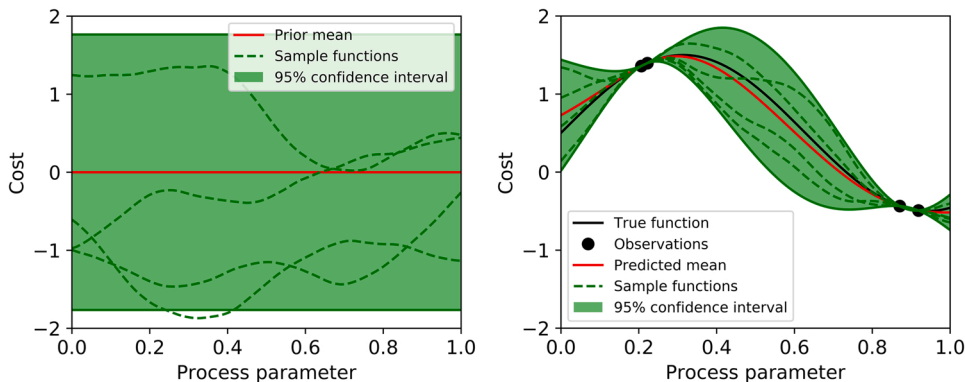 2
1
0
−1
−2
Cost
0.0 0.2 0.4 0.6 0.8 1.0
Process parameter
Prior mean
Sample functions
95% confidence interval
2
1
0
−1
−2
Cost
0.0 0.2 0.4 0.6 0.8 1.0
Process parameter
True function
Observations
Predicted mean
Sample functions
95% confidence interval